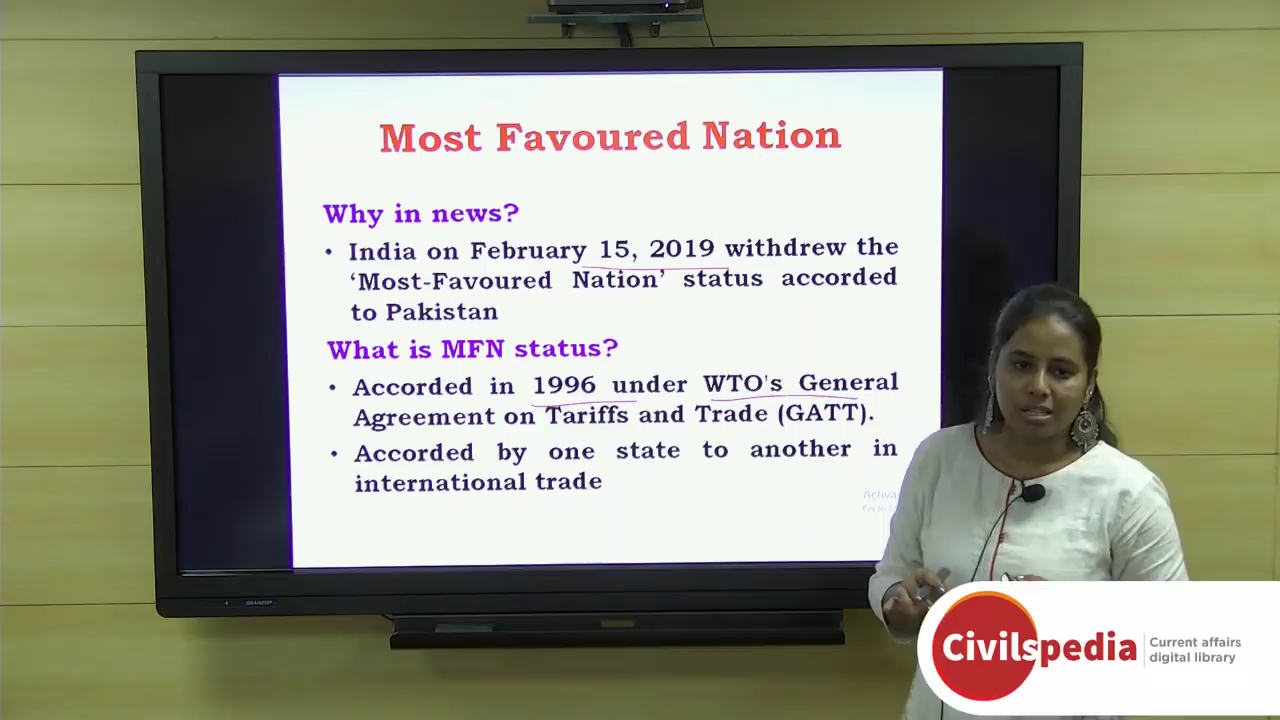 Most Favoured Nation
Why in news?
• India on February 15, 2019 withdrew the
‘Most-Favoured Nation’ status accorded
to Pakistan
What is MFN status?
• Accorded in 1996 under WTO's General
Agreement on Tariffs and Trade (GATT).
• Accorded by one state to another in
international trade
Activa
SHARP
Civilspedia
Current affairs
digital library